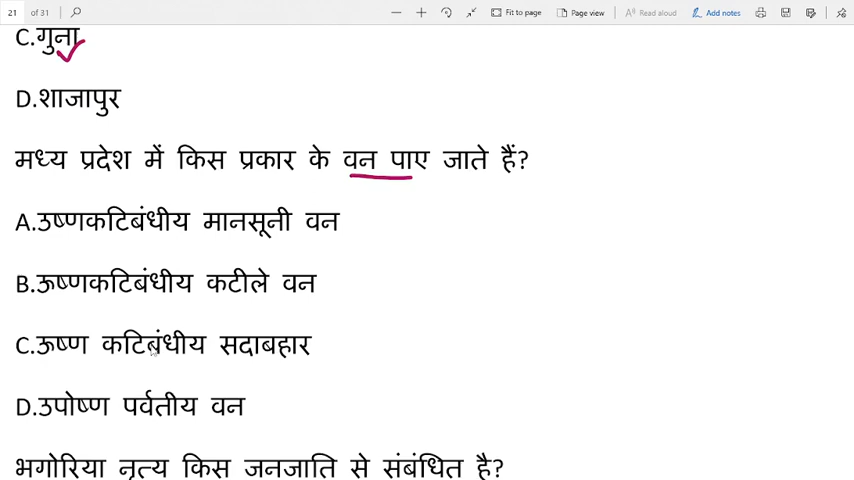 21 of 31 Fit to page Page view Read aloud Add notes
C.गुना
D.शाजापुर
मध्य प्रदेश में किस प्रकार के वन पाए जाते हैं?
A.उष्णकटिबंधीय मानसूनी वन
B.ऊष्णकटिबंधीय कटीले वन
C.ऊष्ण कटिबंधीय सदाबहार
D.उपोष्ण पर्वतीय वन
भगोरिया नृत्य किस जनजाति से संबंधित है?